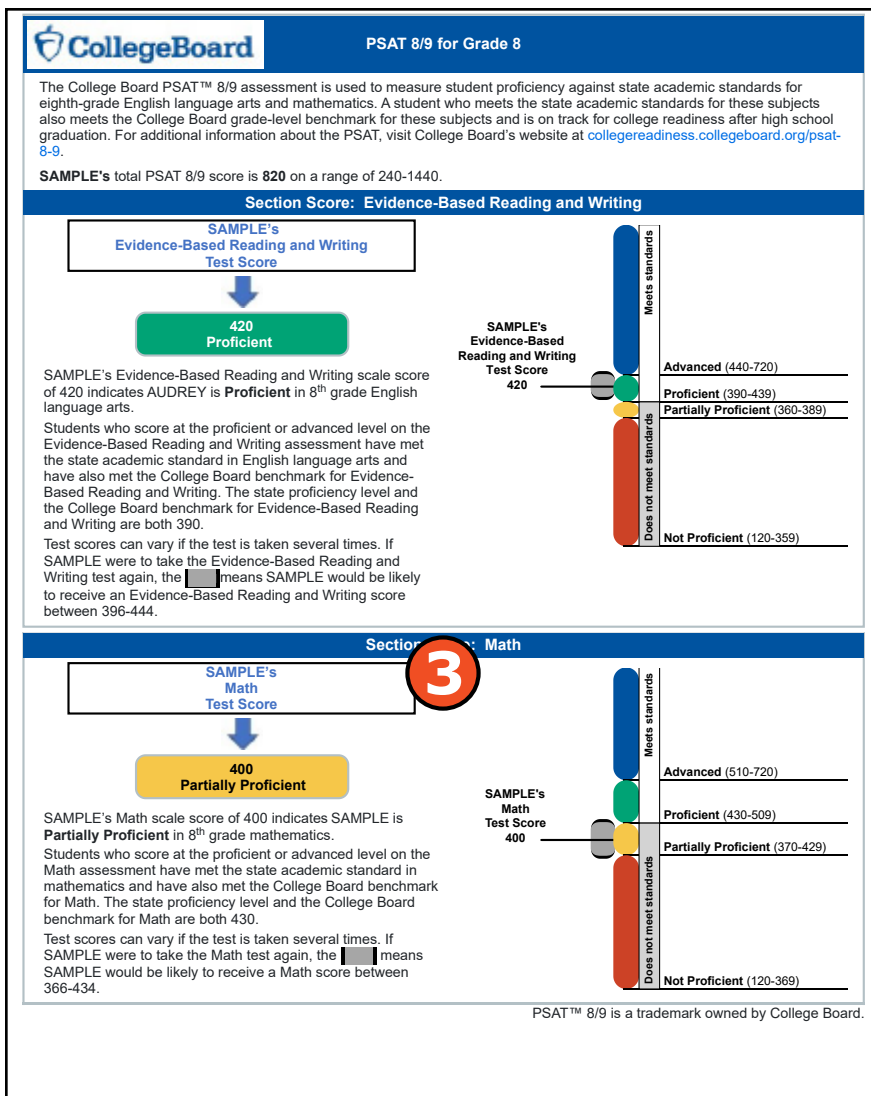 CollegeBoard
PSAT 8/9 for Grade 8
The College Board PSAT™ 8/9 assessment is used to measure student proficiency against state academic standards for
eighth-grade English language arts and mathematics. A student who meets the state academic standards for these subjects
also meets the College Board grade-level benchmark for these subjects and is on track for college readiness after high school
graduation. For additional information about the PSAT, visit College Board's website at collegereadiness.collegeboard.org/psat-
8-9.
SAMPLE's total PSAT 8/9 score is 820 on a range of 240-1440.
Section Score: Evidence-Based Reading and Writing
SAMPLE's
Evidence-Based Reading and Writing
Test Score
420
Proficient
SAMPLE's Evidence-Based Reading and Writing scale score
of 420 indicates AUDREY is Proficient in 8th grade English
language arts.
Students who score at the proficient or advanced level on the
Evidence-Based Reading and Writing assessment have met
the state academic standard in English language arts and
have also met the College Board benchmark for Evidence-
Based Reading and Writing. The state proficiency level and
the College Board benchmark for Evidence-Based Reading
and Writing are both 390.
Test scores can vary if the test is taken several times. If
SAMPLE were to take the Evidence-Based Reading and
Writing test again, the means SAMPLE would be likely
to receive an Evidence-Based Reading and Writing score
between 396-444.
SAMPLE's
Evidence-Based
Reading and Writing
Test Score
420
Meets standards
Does not meet standards
Advanced (440-720)
Proficient (390-439)
Partially Proficient (360-389)
Not Proficient (120-359)
Section : Math
3
SAMPLE's
Math
Test Score
400
Partially Proficient
SAMPLE's Math scale score of 400 indicates SAMPLE is
Partially Proficient in 8th grade mathematics.
Students who score at the proficient or advanced level on the
Math assessment have met the state academic standard in
mathematics and have also met the College Board benchmark
for Math. The state proficiency level and the College Board
benchmark for Math are both 430.
Test scores can vary if the test is taken several times. If
SAMPLE were to take the Math test again, the means
SAMPLE would be likely to receive a Math score between
366-434.
SAMPLE's
Math
Test Score
400
Meets standards
Does not meet standards
Advanced (510-720)
Proficient (430-509)
Partially Proficient (370-429)
Not Proficient (120-369)
PSAT™ 8/9 is a trademark owned by College Board.